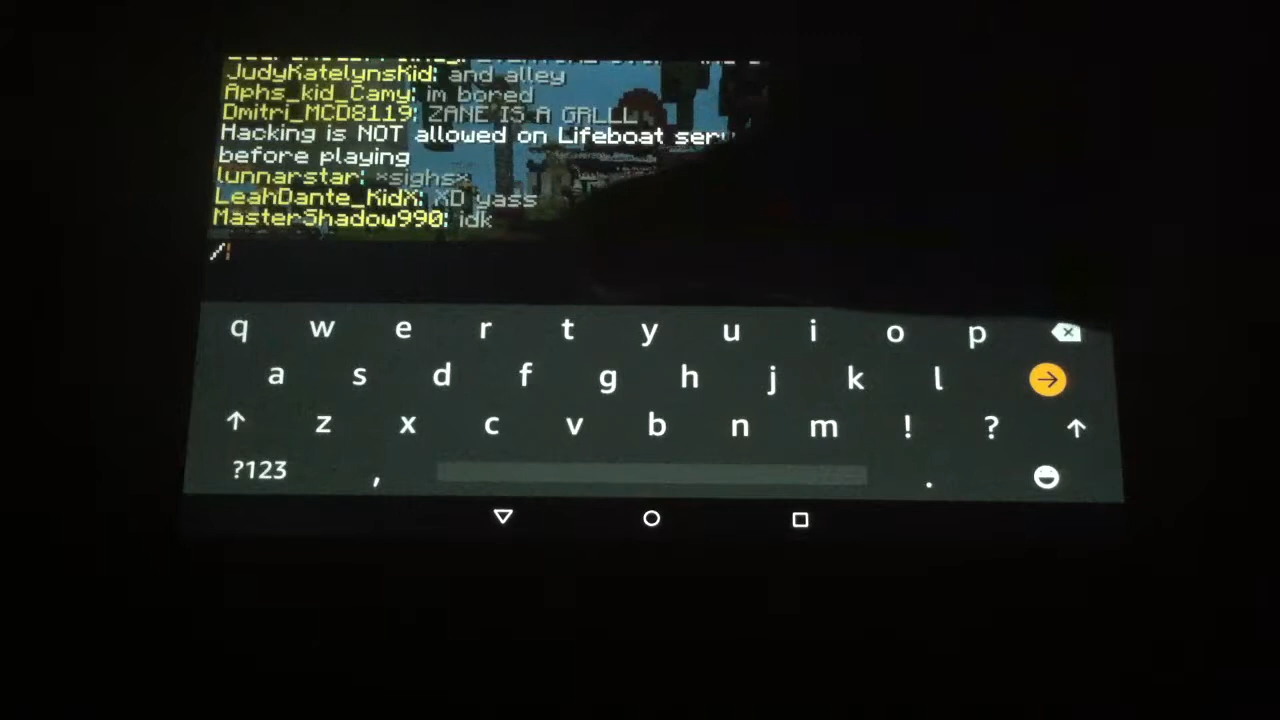 JudyKatelynsKid: and alley
Aphs_kid_Camy: im bored
Dmitri_MCD8119: ZANE IS A GRLLL
Hacking is NOT allowed on Lifeboat
before playing
lunnarstar: *sighs*
LeahDante_KidX: XD yass
MasterShadow990: idk
/
q w e r t y u i o p
a s d f g h j k l
z x c v b n m ! ?
?123 , .